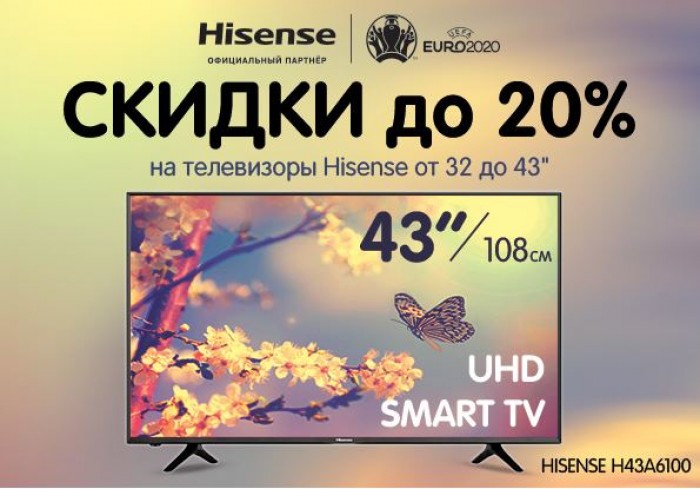 Hisense
ОФИЦИАЛЬНЫЙ ПАРТНЁР
UEFA
EURO2020
СКИДКИ до 20%
на телевизоры Hisense от 32 до 43"
43"/108см
UHD
SMART TV
Hisense
HISENSE H43A6100